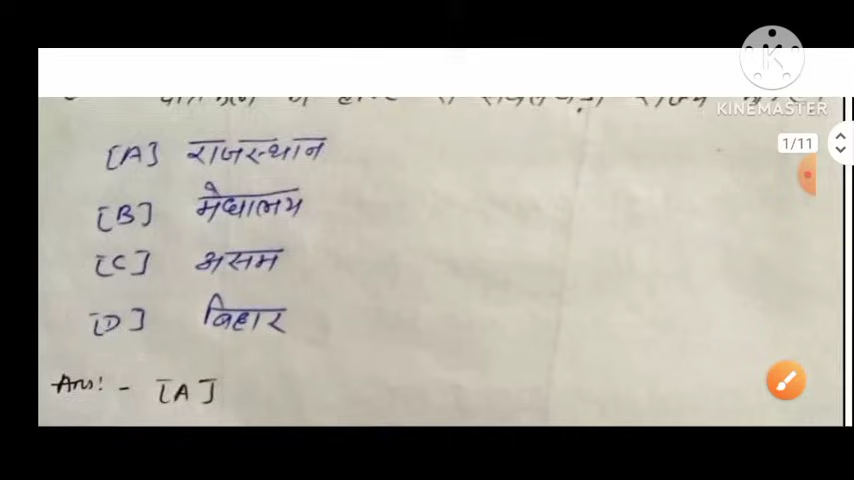 KINEMASTER
1/11
[A] राजस्थान
[B] मेघालय
[C] असम
[D] बिहार
Ans: - [A]